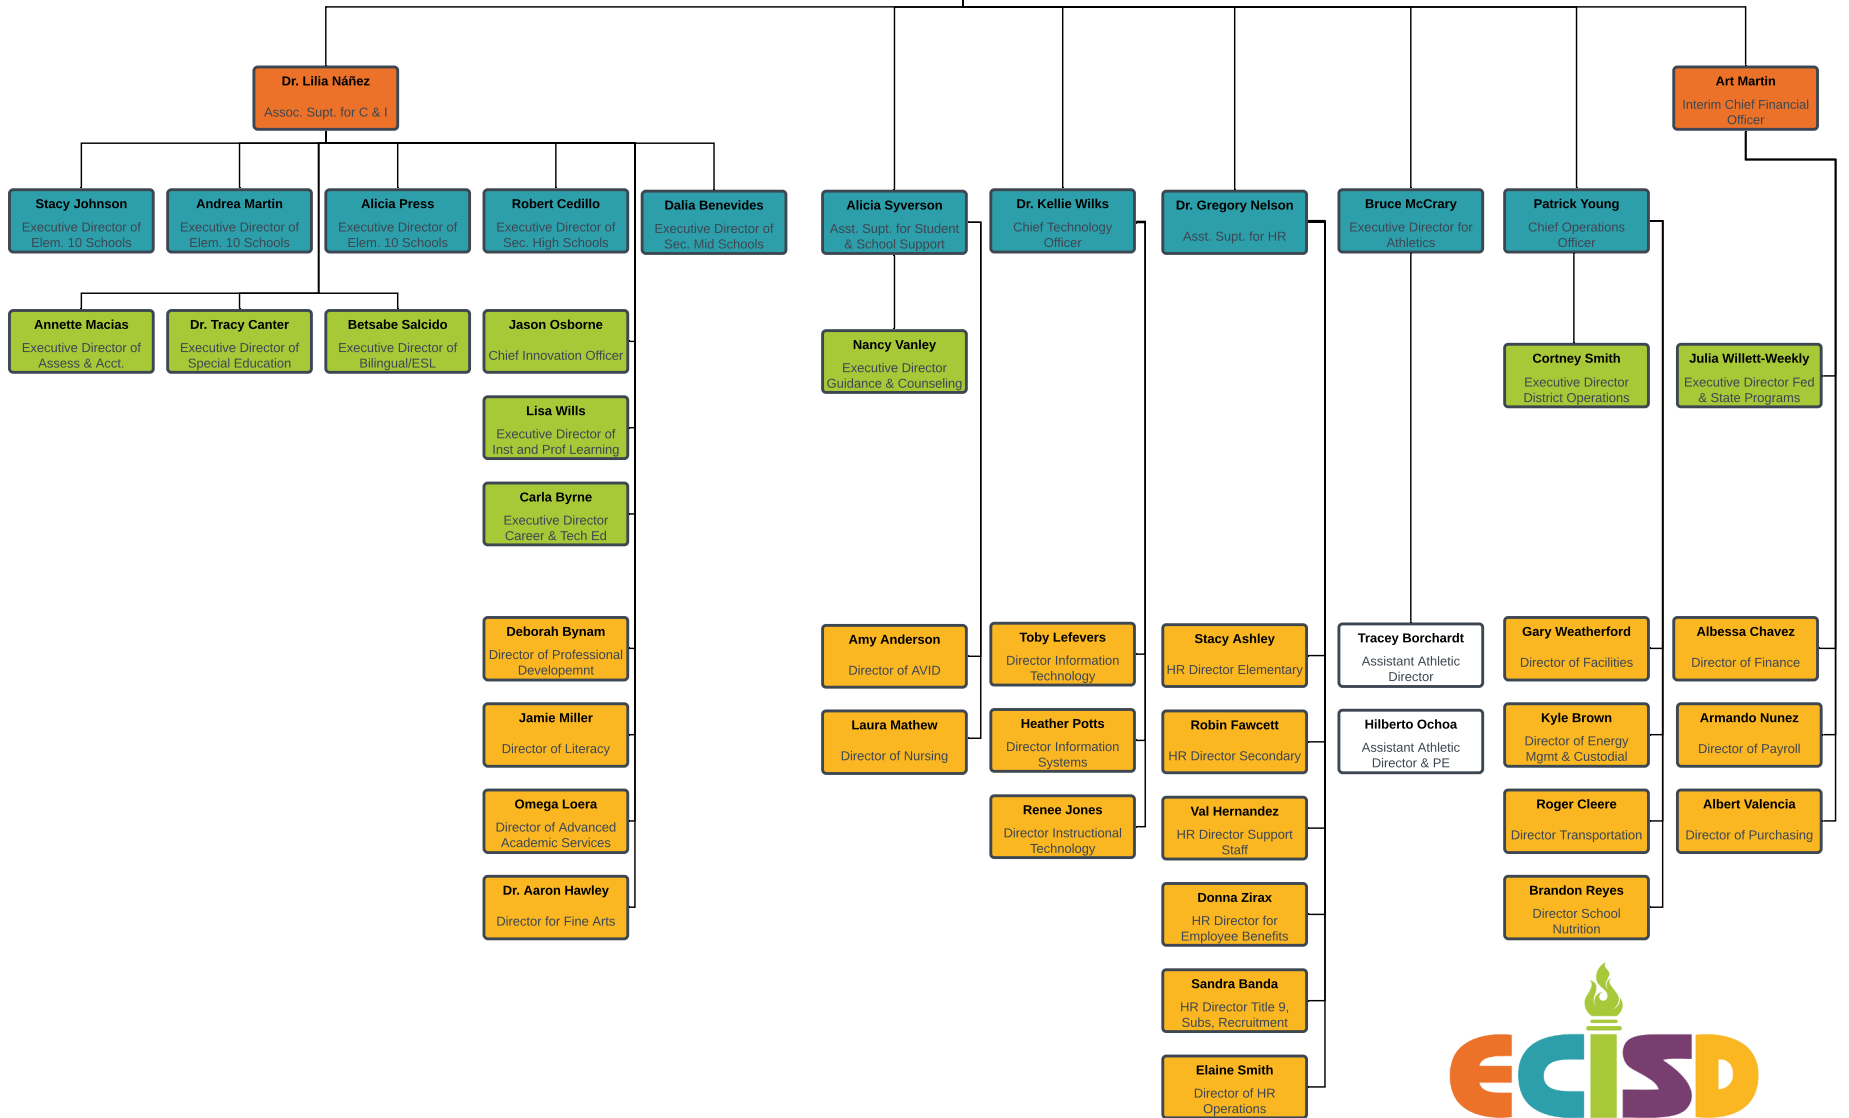 Dr. Lilia Náñez
Assoc. Supt. for C & I
Art Martin
Interim Chief Financial
Officer
Stacy Johnson
Executive Director of
Elem. 10 Schools
Andrea Martin
Executive Director of
Elem. 10 Schools
Alicia Press
Executive Director of
Elem. 10 Schools
Robert Cedillo
Executive Director of
Sec. High Schools
Dalia Benevides
Executive Director of
Sec. Mid Schools
Alicia Syverson
Asst. Supt. for Student
& School Support
Dr. Kellie Wilks
Chief Technology
Officer
Dr. Gregory Nelson
Asst. Supt. for HR
Bruce McCrary
Executive Director for
Athletics
Patrick Young
Chief Operations
Officer
Annette Macias
Executive Director of
Assess & Acct.
Dr. Tracy Canter
Executive Director of
Special Education
Betsabe Salcido
Executive Director of
Bilingual/ESL
Jason Osborne
Chief Innovation Officer
Nancy Vanley
Executive Director
Guidance & Counseling
Cortney Smith
Executive Director
District Operations
Julia Willett-Weekly
Executive Director Fed
& State Programs
Lisa Wills
Executive Director of
Inst and Prof Learning
Carla Byrne
Executive Director
Career & Tech Ed
Deborah Bynam
Director of Professional
Developemnt
Amy Anderson
Director of AVID
Toby Lefevers
Director Information
Technology
Stacy Ashley
HR Director Elementary
Tracey Borchardt
Assistant Athletic
Director
Gary Weatherford
Director of Facilities
Albessa Chavez
Director of Finance
Jamie Miller
Director of Literacy
Laura Mathew
Director of Nursing
Heather Potts
Director Information
Systems
Robin Fawcett
HR Director Secondary
Hilberto Ochoa
Assistant Athletic
Director & PE
Kyle Brown
Director of Energy
Mgmt & Custodial
Armando Nunez
Director of Payroll
Omega Loera
Director of Advanced
Academic Services
Renee Jones
Director Instructional
Technology
Val Hernandez
HR Director Support
Staff
Roger Cleere
Director Transportation
Albert Valencia
Director of Purchasing
Dr. Aaron Hawley
Director for Fine Arts
Donna Zirax
HR Director for
Employee Benefits
Brandon Reyes
Director School
Nutrition
Sandra Banda
HR Director Title 9,
Subs, Recruitment
Elaine Smith
Director of HR
Operations
ECISD